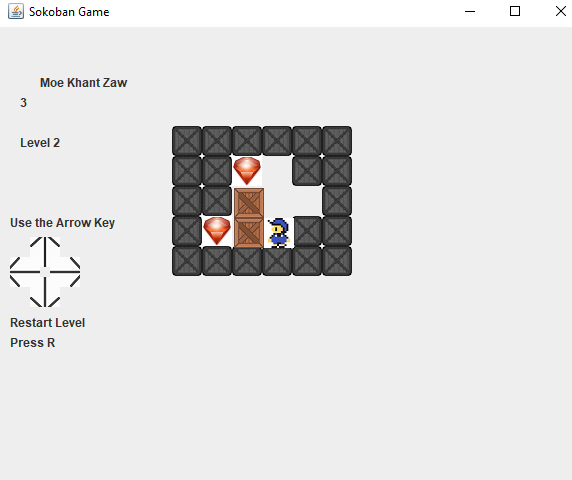 Sokoban Game
Moe Khant Zaw
3
Level 2
Use the Arrow Key
Restart Level
Press R